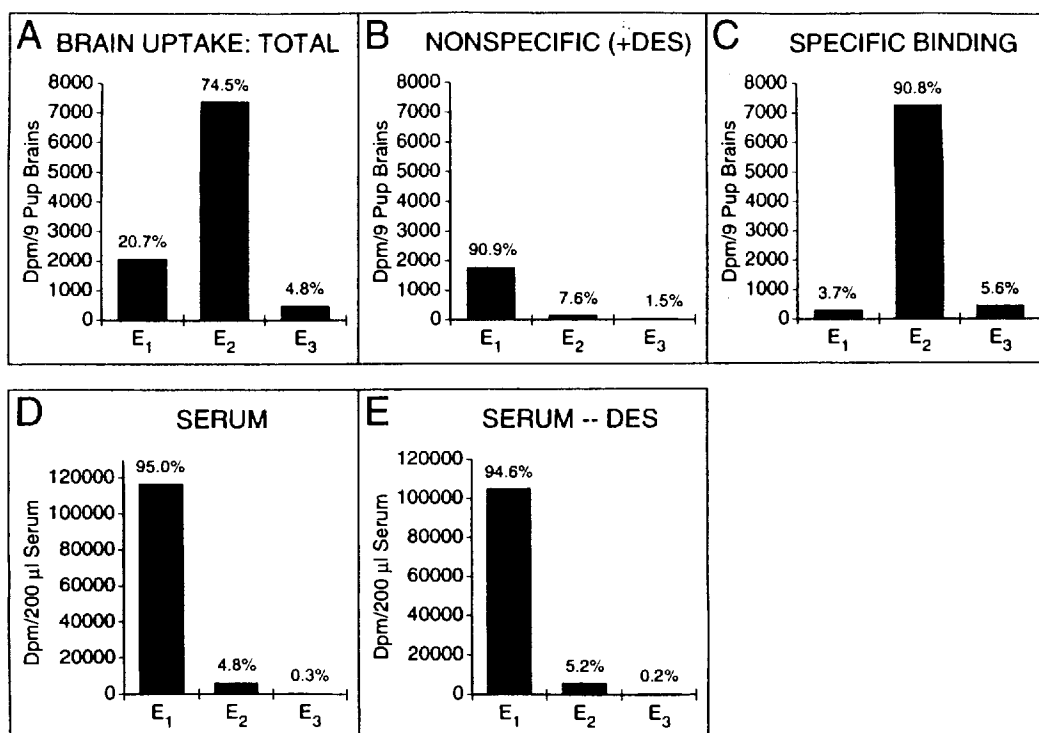 A BRAIN UPTAKE: TOTAL
Dpm/9 Pup Brains
8000
7000
6000
5000
4000
3000
2000
1000
0
20.7%
74.5%
4.8%
E1
E2
E3
B NONSPECIFIC (+DES)
Dpm/9 Pup Brains
8000
7000
6000
5000
4000
3000
2000
1000
0
90.9%
7.6%
1.5%
E1
E2
E3
C SPECIFIC BINDING
Dpm/9 Pup Brains
8000
7000
6000
5000
4000
3000
2000
1000
0
3.7%
90.8%
5.6%
E1
E2
E3
D SERUM
Dpm/200 µl Serum
120000
100000
80000
60000
40000
20000
0
95.0%
4.8%
0.3%
E1
E2
E3
E SERUM -- DES
Dpm/200 µl Serum
120000
100000
80000
60000
40000
20000
0
94.6%
5.2%
0.2%
E1
E2
E3